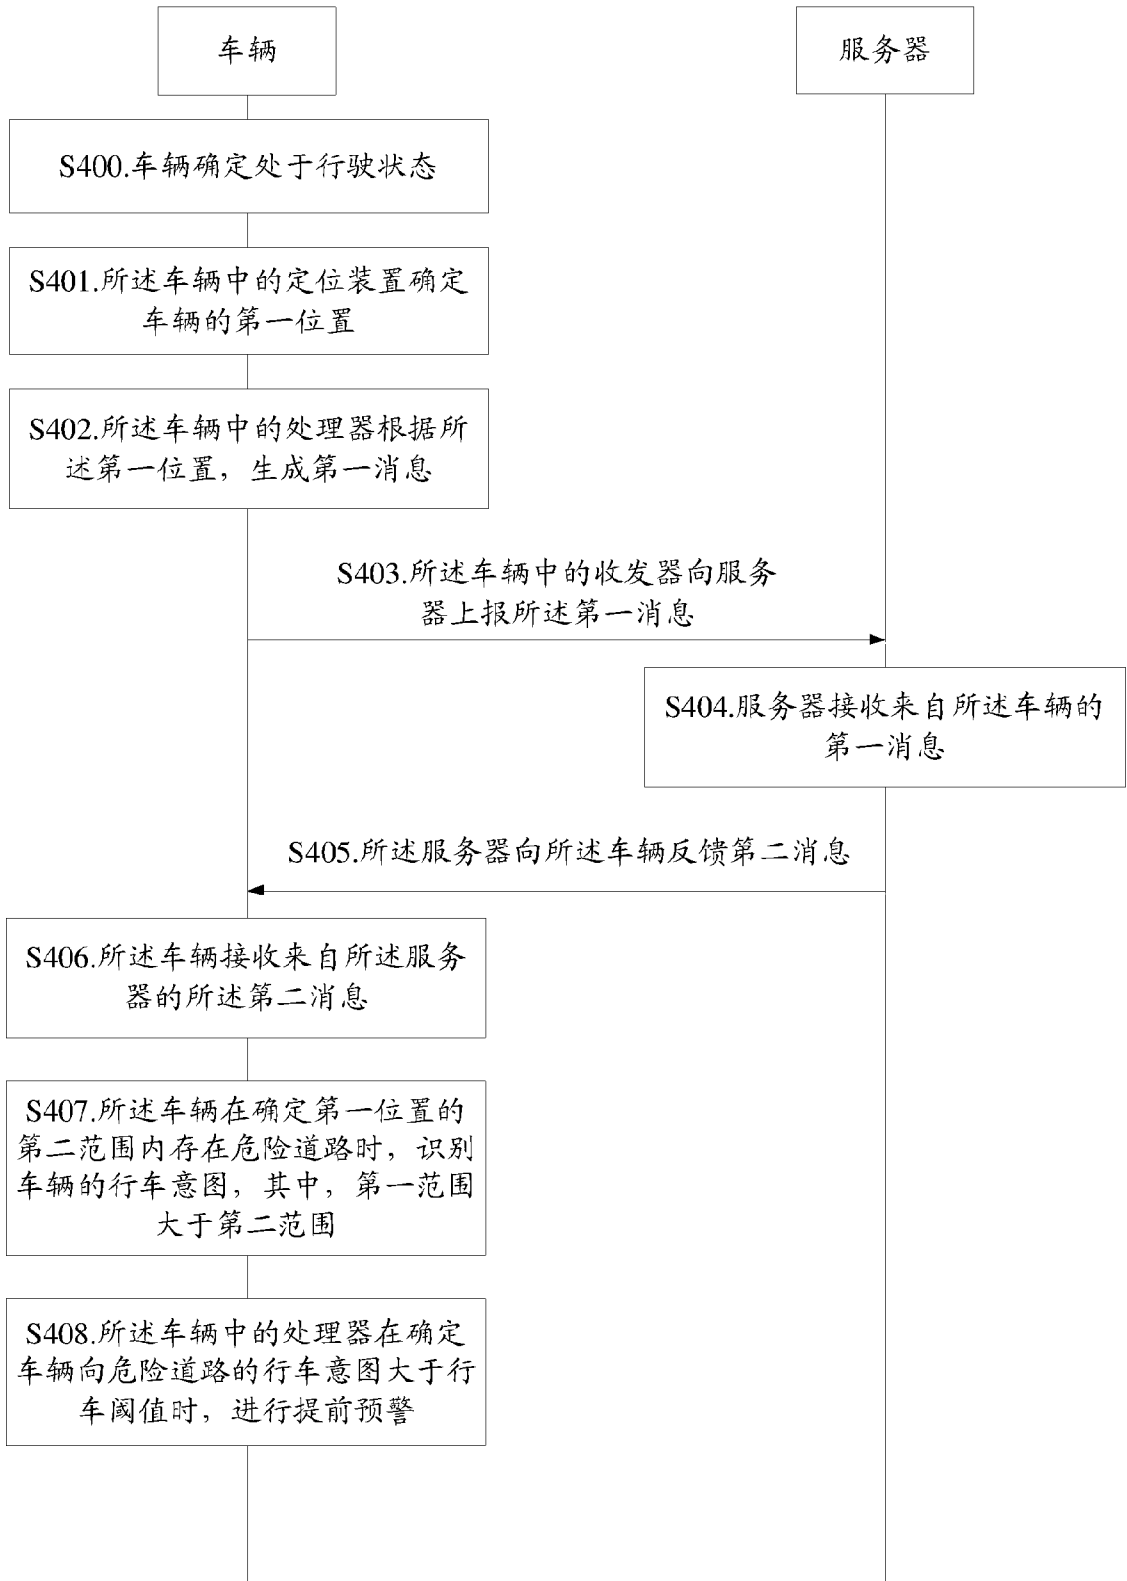 车辆
服务器
S400.车辆确定处于行驶状态
S401.所述车辆中的定位装置确定
车辆的第一位置
S402.所述车辆中的处理器根据所
述第一位置，生成第一消息
S403.所述车辆中的收发器向服务
器上报所述第一消息
S404.服务器接收来自所述车辆的
第一消息
S405.所述服务器向所述车辆反馈第二消息
S406.所述车辆接收来自所述服务
器的所述第二消息
S407.所述车辆在确定第一位置的
第二范围内存在危险道路时，识别
车辆的行车意图，其中，第一范围
大于第二范围
S408.所述车辆中的处理器在确定
车辆向危险道路的行车意图大于行
车阈值时，进行提前预警